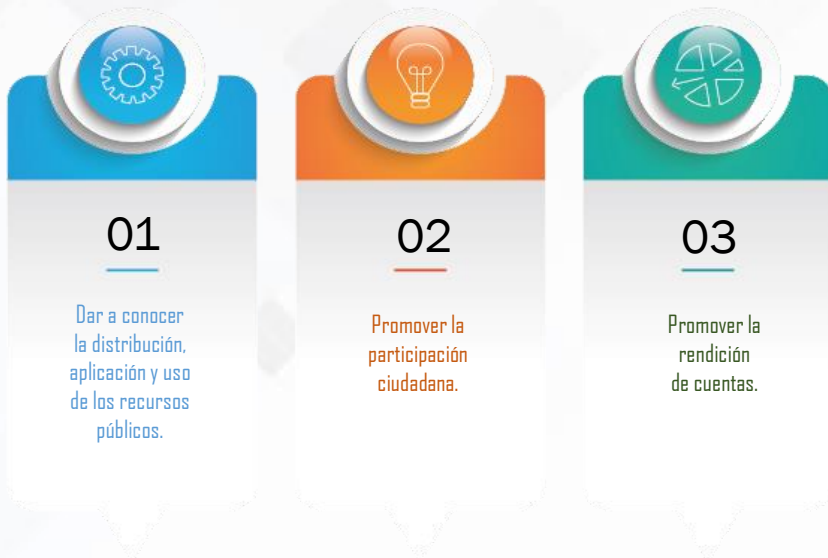 01
Dar a conocer
la distribución,
aplicación y uso
de los recursos
públicos.
02
Promover la
participación
ciudadana.
03
Promover la
rendición
de cuentas.